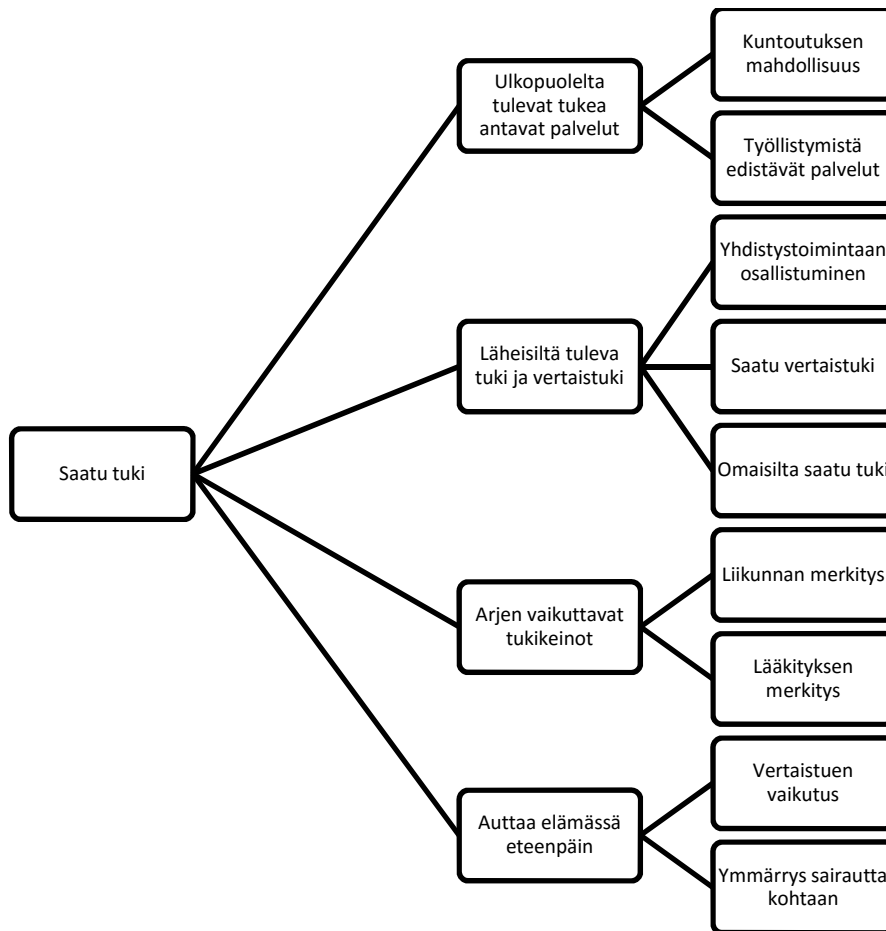 Saatu tuki
Ulkopuolelta
tulevat tukea
antavat palvelut
Kuntoutuksen
mahdollisuus
Työllistymistä
edistävät palvelut
Läheisiltä tuleva
tuki ja vertaistuki
Yhdistystoimintaan
osallistuminen
Saatu vertaistuki
Omaisilta saatu tuki
Arjen vaikuttavat
tukikeinot
Liikunnan merkitys
Lääkityksen
merkitys
Auttaa elämässä
eteenpäin
Vertaistuen
vaikutus
Ymmärrys sairautta
kohtaan